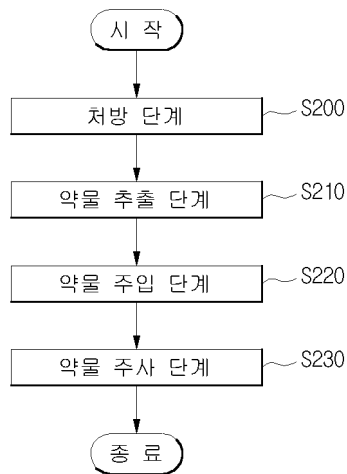 시 작
처방 단계
S200
약물 추출 단계
S210
약물 주입 단계
S220
약물 주사 단계
S230
종 료